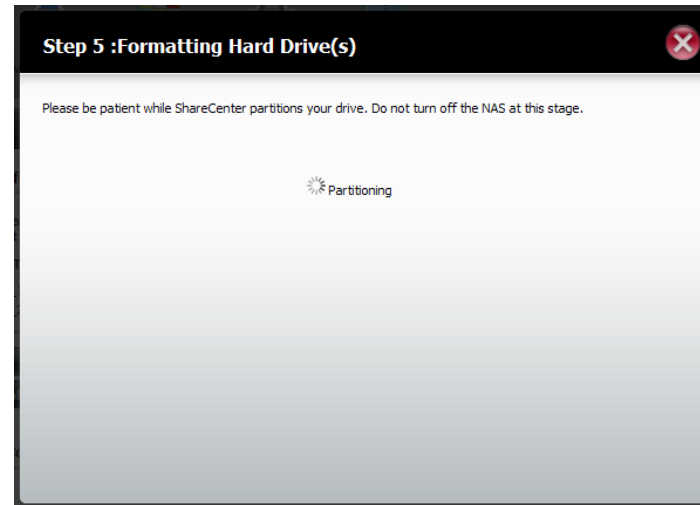 Step 5 :Formatting Hard Drive(s)
Please be patient while ShareCenter partitions your drive. Do not turn off the NAS at this stage.
Partitioning